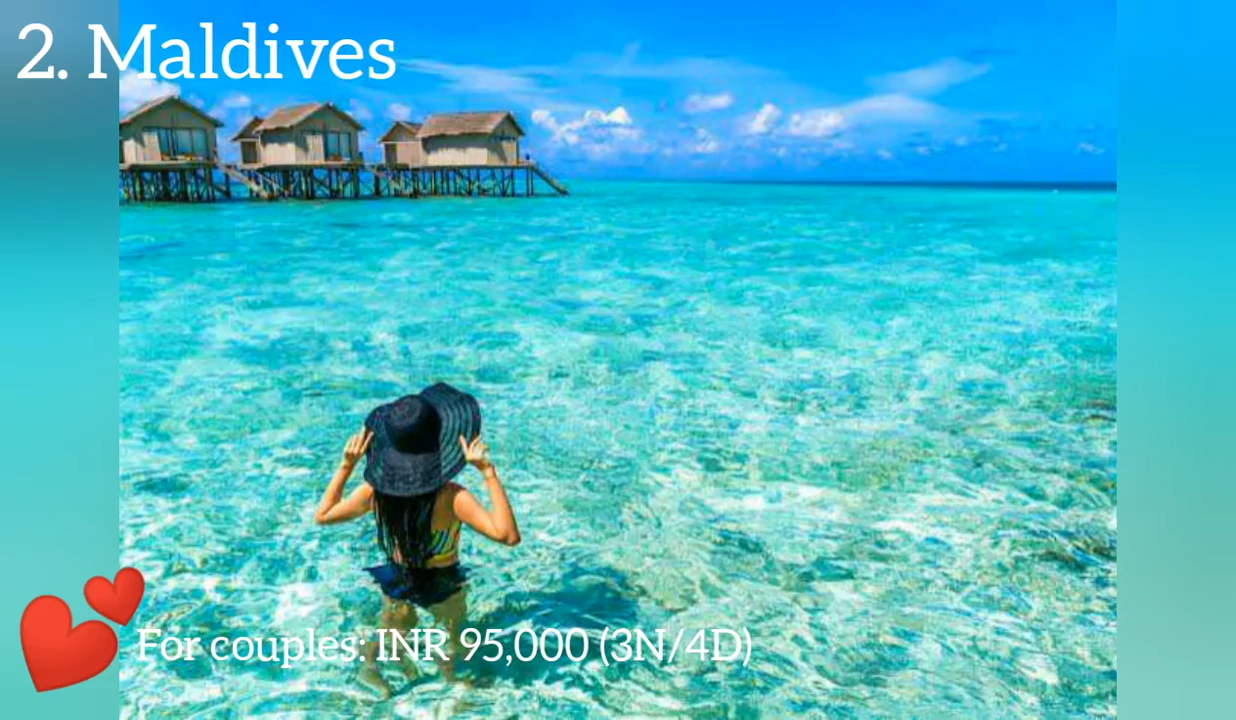 2. Maldives
For couples: INR 95,000 (3N/4D)